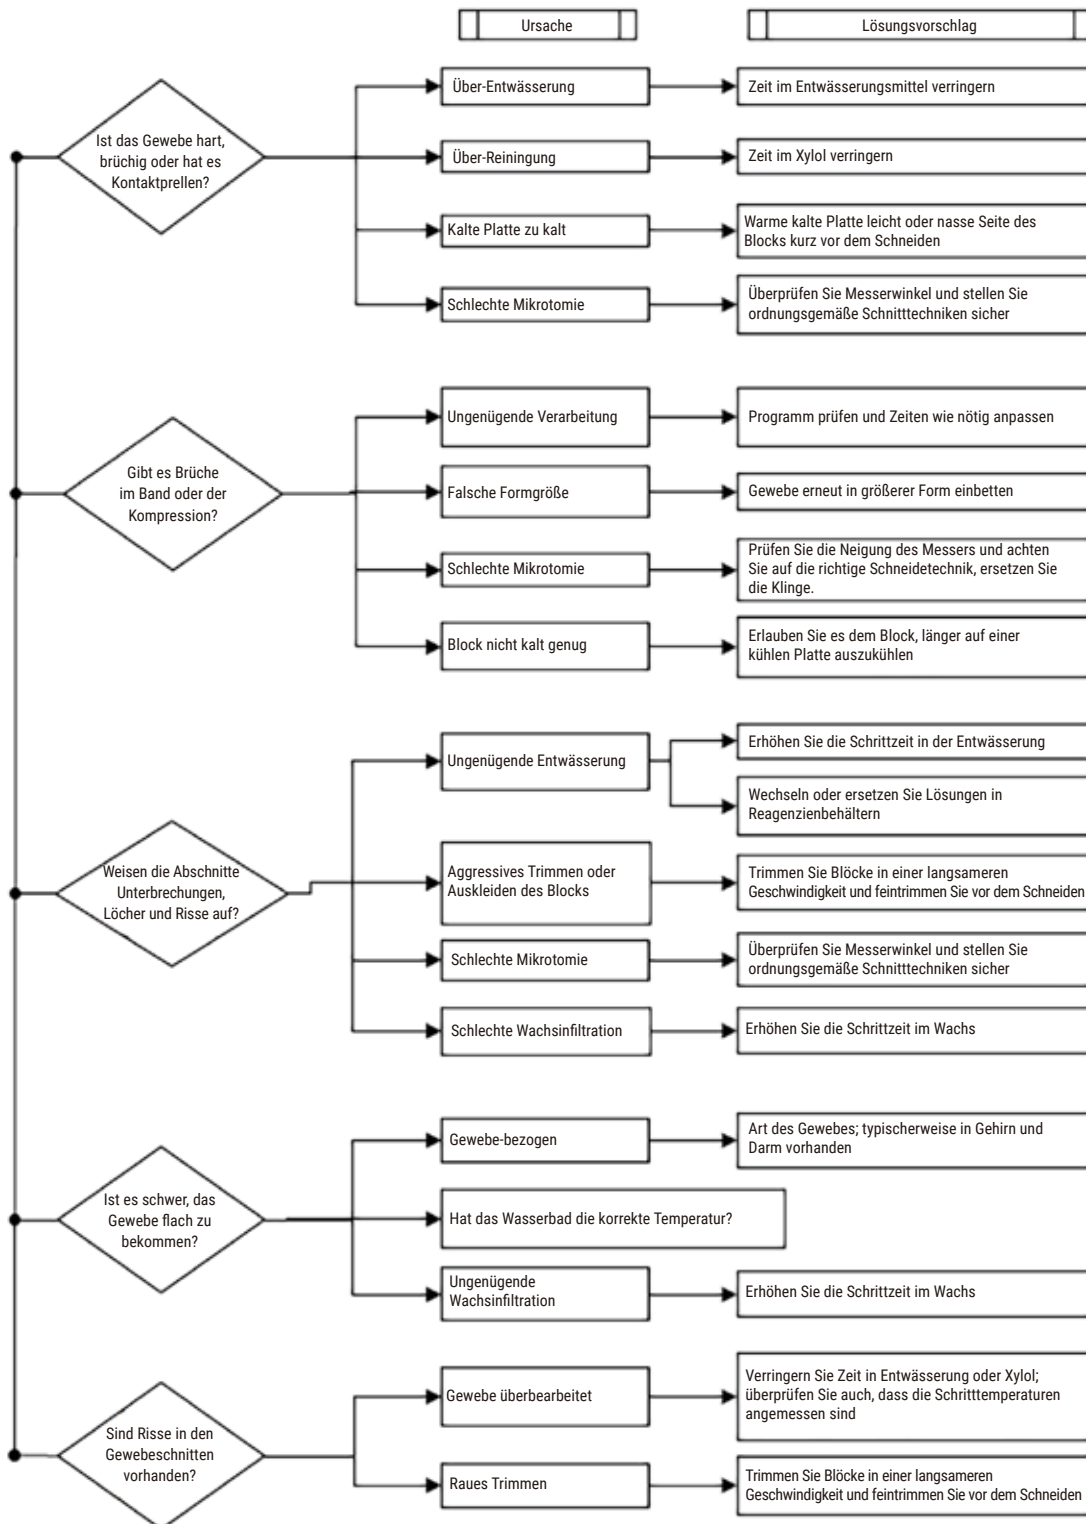 Ursache
Lösungsvorschlag
Ist das Gewebe hart,
brüchig oder hat es
Kontaktprellen?
Über-Entwässerung
Zeit im Entwässerungsmittel verringern
Über-Reiningung
Zeit im Xylol verringern
Kalte Platte zu kalt
Warme kalte Platte leicht oder nasse Seite des
Blocks kurz vor dem Schneiden
Schlechte Mikrotomie
Überprüfen Sie Messerwinkel und stellen Sie
ordnungsgemäße Schnitttechniken sicher
Gibt es Brüche
im Band oder der
Kompression?
Ungenügende Verarbeitung
Programm prüfen und Zeiten wie nötig anpassen
Falsche Formgröße
Gewebe erneut in größerer Form einbetten
Schlechte Mikrotomie
Prüfen Sie die Neigung des Messers und achten
Sie auf die richtige Schneidetechnik, ersetzen Sie
die Klinge.
Block nicht kalt genug
Erlauben Sie es dem Block, länger auf einer
kühlen Platte auszukühlen
Weisen die Abschnitte
Unterbrechungen,
Löcher und Risse auf?
Ungenügende Entwässerung
Erhöhen Sie die Schrittzeit in der Entwässerung
Wechseln oder ersetzen Sie Lösungen in
Reagenzienbehältern
Aggressives Trimmen oder
Auskleiden des Blocks
Trimmen Sie Blöcke in einer langsameren
Geschwindigkeit und feintrimmen Sie vor dem Schneiden
Schlechte Mikrotomie
Überprüfen Sie Messerwinkel und stellen Sie
ordnungsgemäße Schnitttechniken sicher
Schlechte Wachsinfiltration
Erhöhen Sie die Schrittzeit im Wachs
Ist es schwer, das
Gewebe flach zu
bekommen?
Gewebe-bezogen
Art des Gewebes; typischerweise in Gehirn und
Darm vorhanden
Hat das Wasserbad die korrekte Temperatur?
Ungenügende
Wachsinfiltration
Erhöhen Sie die Schrittzeit im Wachs
Sind Risse in den
Gewebeschnitten
vorhanden?
Gewebe überbearbeitet
Verringern Sie Zeit in Entwässerung oder Xylol;
überprüfen Sie auch, dass die Schritttemperaturen
angemessen sind
Raues Trimmen
Trimmen Sie Blöcke in einer langsameren
Geschwindigkeit und feintrimmen Sie vor dem Schneiden